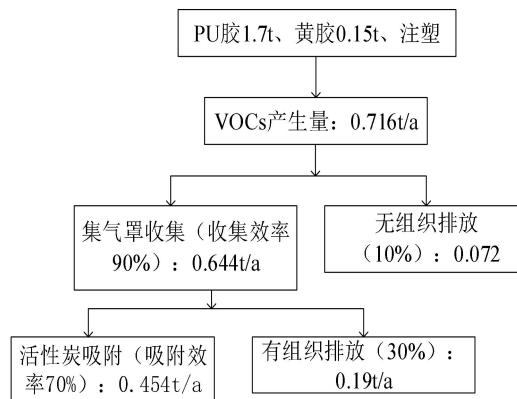 PU胶1.7t、黄胶0.15t、注塑
VOCs产生量：0.716t/a
集气罩收集（收集效率
90%）：0.644t/a
无组织排放
（10%）：0.072
活性炭吸附（吸附效
率70%）：0.454t/a
有组织排放（30%）：
0.19t/a